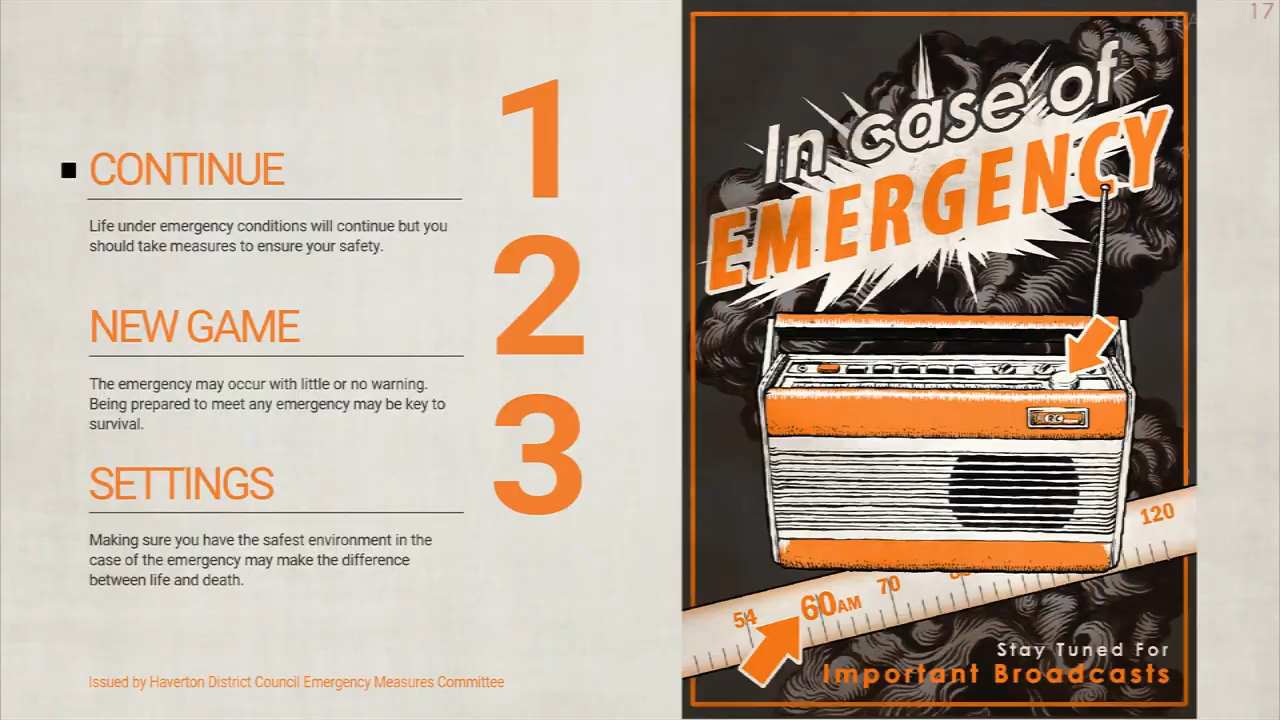 CONTINUE
Life under emergency conditions will continue but you
should take measures to ensure your safety.
1
NEW GAME
The emergency may occur with little or no warning.
Being prepared to meet any emergency may be key to
survival.
2
SETTINGS
Making sure you have the safest environment in the
case of the emergency may make the difference
between life and death.
3
Issued by Haverton District Council Emergency Measures Committee
17
In case of
EMERGENCY
120
54 60AM 70
Stay Tuned For
Important Broadcasts